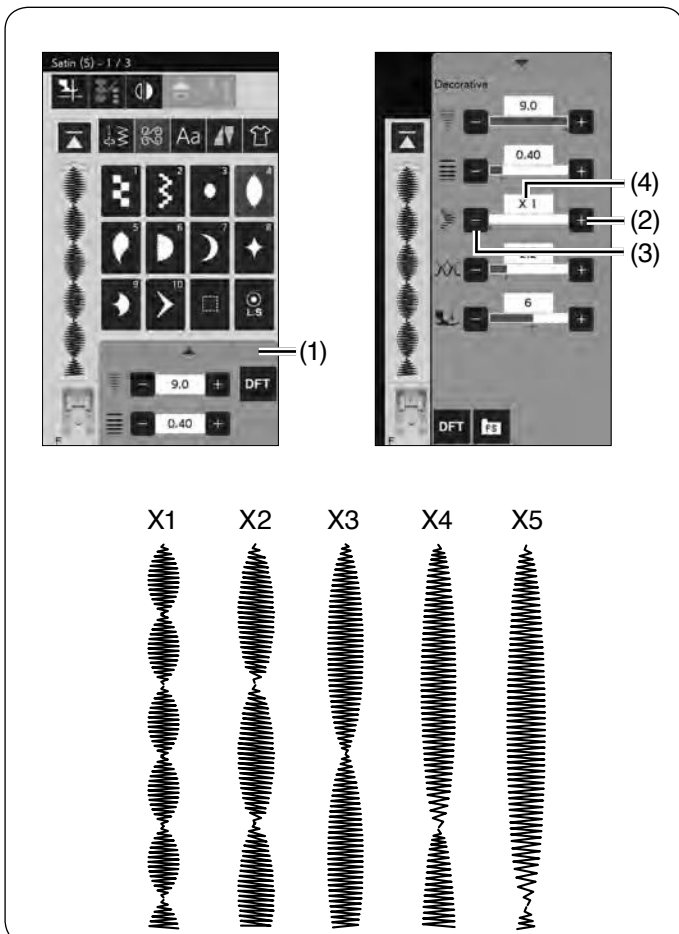 Satin (S) - 1 / 3
Aa
1 2 3 4
5 6 7 8
9 10
L.S
(1)
9.0
DFT
0.40
F
Decorative
9.0
0.40
(4)
X 1
(2)
(3)
6
DFT
FS
F
X1 X2 X3 X4 X5